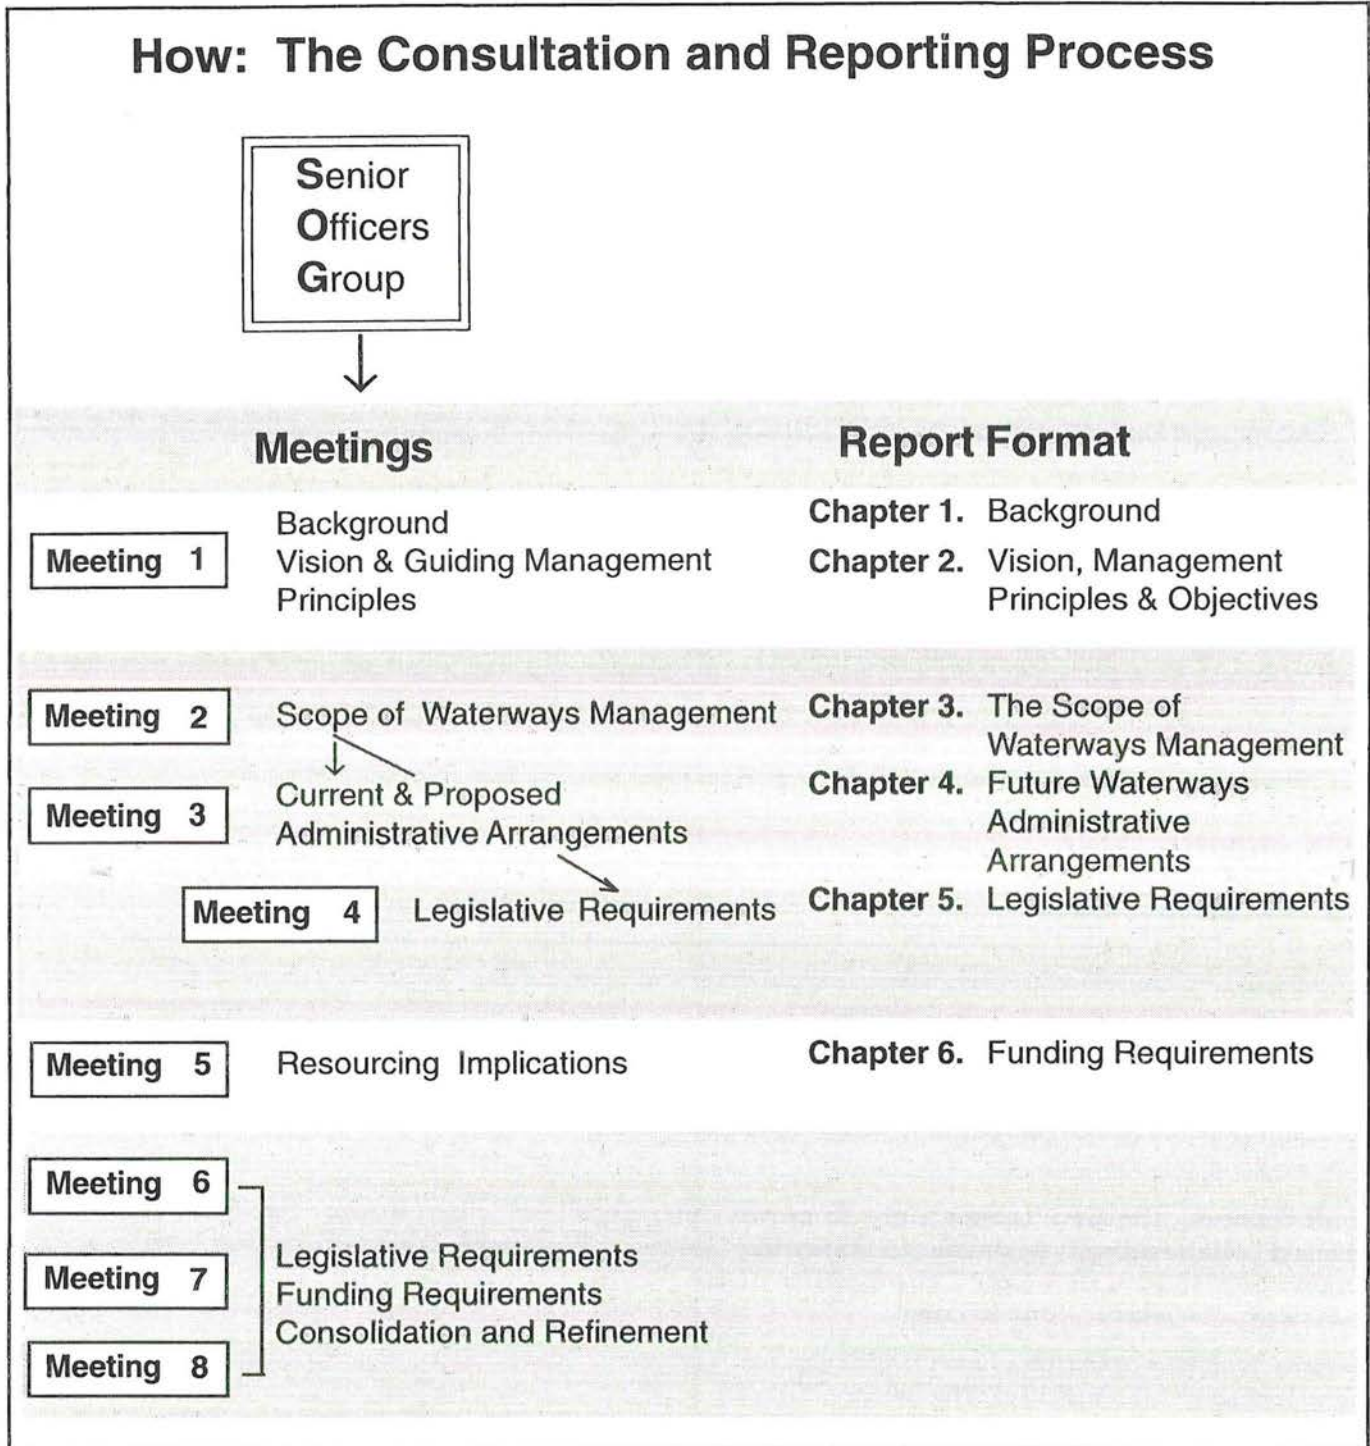 How: The Consultation and Reporting Process
Senior
Officers
Group
Meetings
Report Format
Meeting 1
Background
Vision & Guiding Management
Principles
Chapter 1. Background
Chapter 2. Vision, Management
Principles & Objectives
Meeting 2
Scope of Waterways Management
Chapter 3. The Scope of
Waterways Management
Meeting 3
Current & Proposed
Administrative Arrangements
Chapter 4. Future Waterways
Administrative
Arrangements
Meeting 4
Legislative Requirements
Chapter 5. Legislative Requirements
Meeting 5
Resourcing Implications
Chapter 6. Funding Requirements
Meeting 6
Meeting 7
Meeting 8
Legislative Requirements
Funding Requirements
Consolidation and Refinement